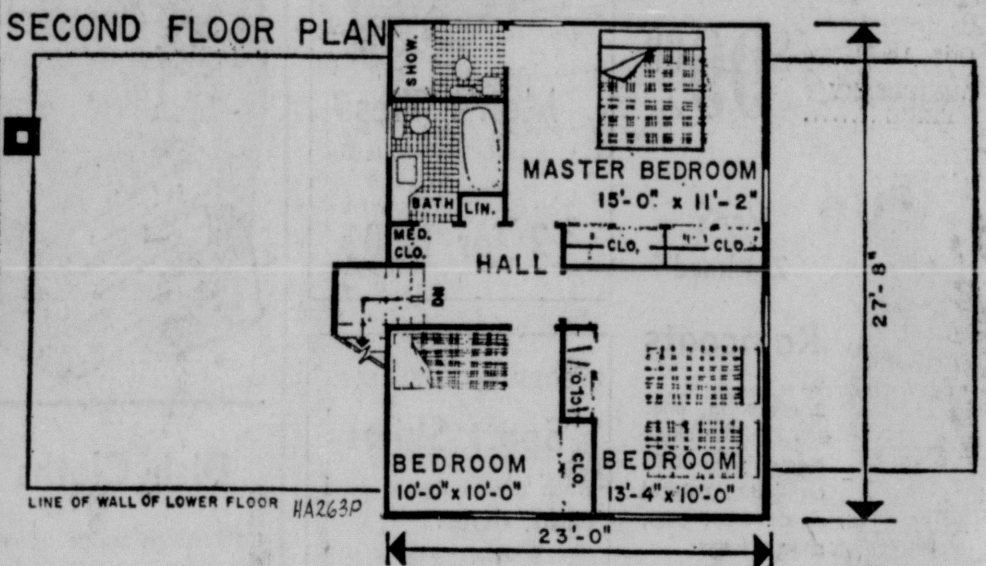 SECOND FLOOR PLAN
SHOW.
MASTER BEDROOM
15'-0" x 11'-2"
BATH
LIN.
MED.
CLO.
CLO.
CLO.
HALL
DN
27'-8"
CLO.
CLO.
BEDROOM
10'-0" x 10'-0"
BEDROOM
13'-4" x 10'-0"
LINE OF WALL OF LOWER FLOOR
HA263P
23'-0"